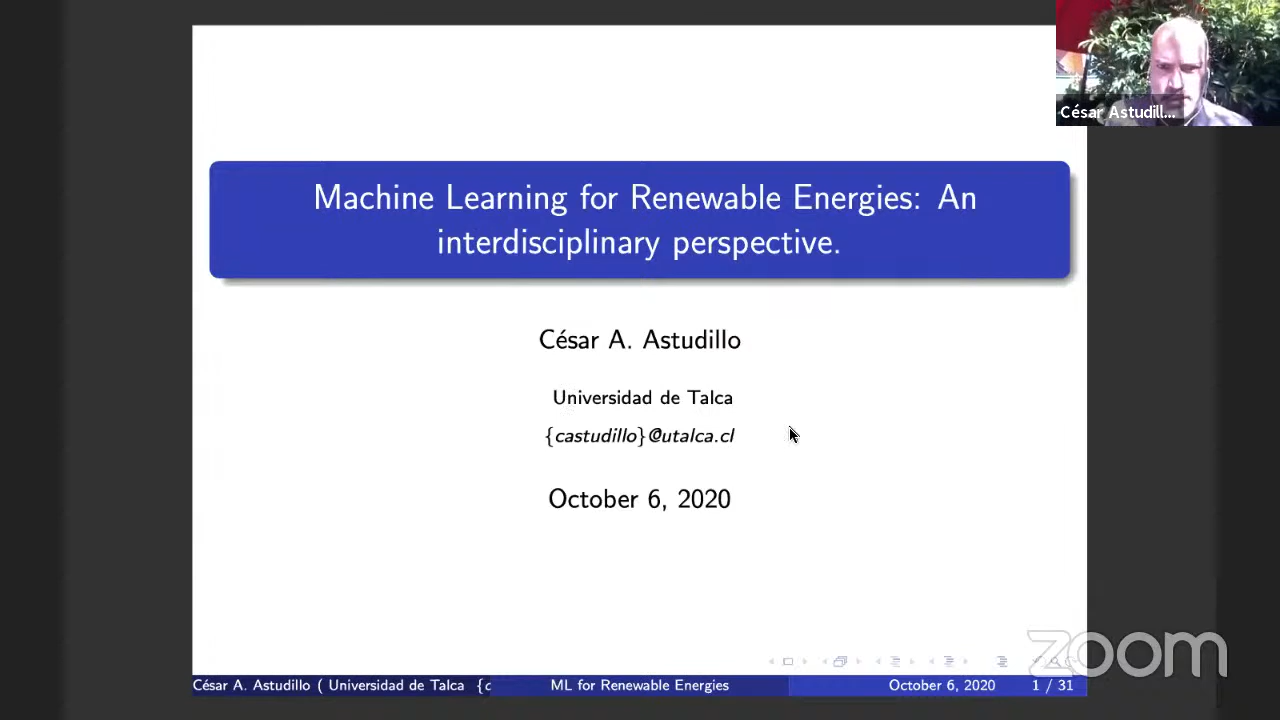 César Astudill...
Machine Learning for Renewable Energies: An
interdisciplinary perspective.
César A. Astudillo
Universidad de Talca
{castudillo}@utalca.cl
October 6, 2020
zoom
César A. Astudillo ( Universidad de Talca {c
ML for Renewable Energies
October 6, 2020
1 / 31